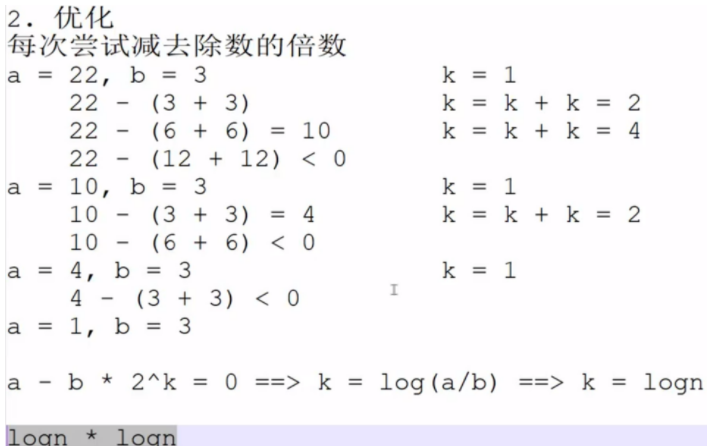 2. 优化
每次尝试减去除数的倍数
a = 22, b = 3 k = 1
22 - (3 + 3) k = k + k = 2
22 - (6 + 6) = 10 k = k + k = 4
22 - (12 + 12) < 0
a = 10, b = 3 k = 1
10 - (3 + 3) = 4 k = k + k = 2
10 - (6 + 6) < 0
a = 4, b = 3 k = 1
4 - (3 + 3) < 0
a = 1, b = 3
a - b * 2^k = 0 ==> k = log(a/b) ==> k = logn
logn * logn